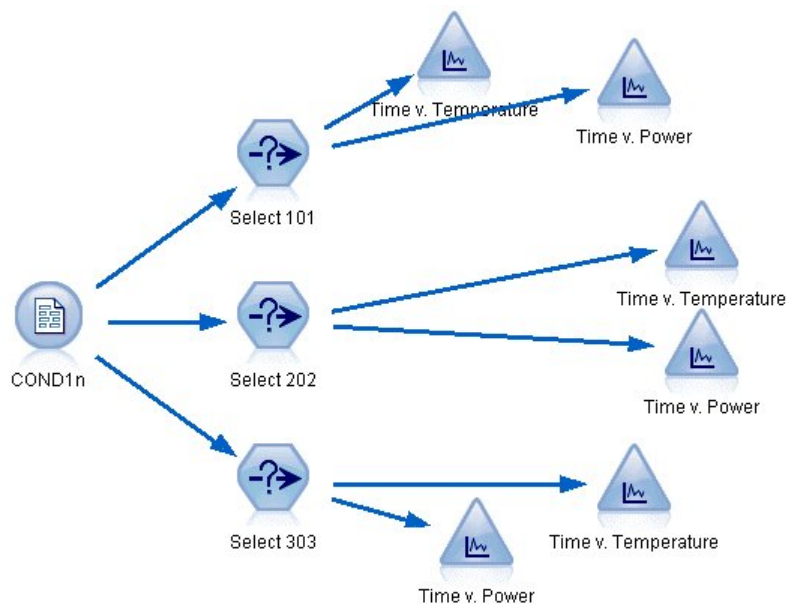 Time v. Temperature
Time v. Power
Select 101
Time v. Temperature
COND1n
Select 202
Time v. Power
Select 303
Time v. Temperature
Time v. Power